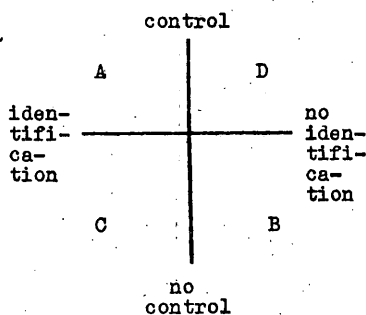 control
A
D
iden-
tifi-
ca-
tion
no
iden-
tifi-
ca-
tion
C
B
no
control